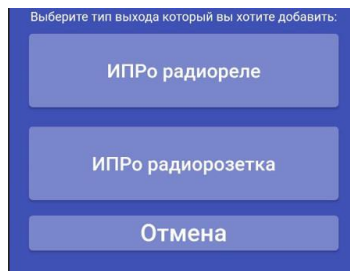 Выберите тип выхода который вы хотите добавить:
ИПРо радиореле
ИПРо радиорозетка
Отмена